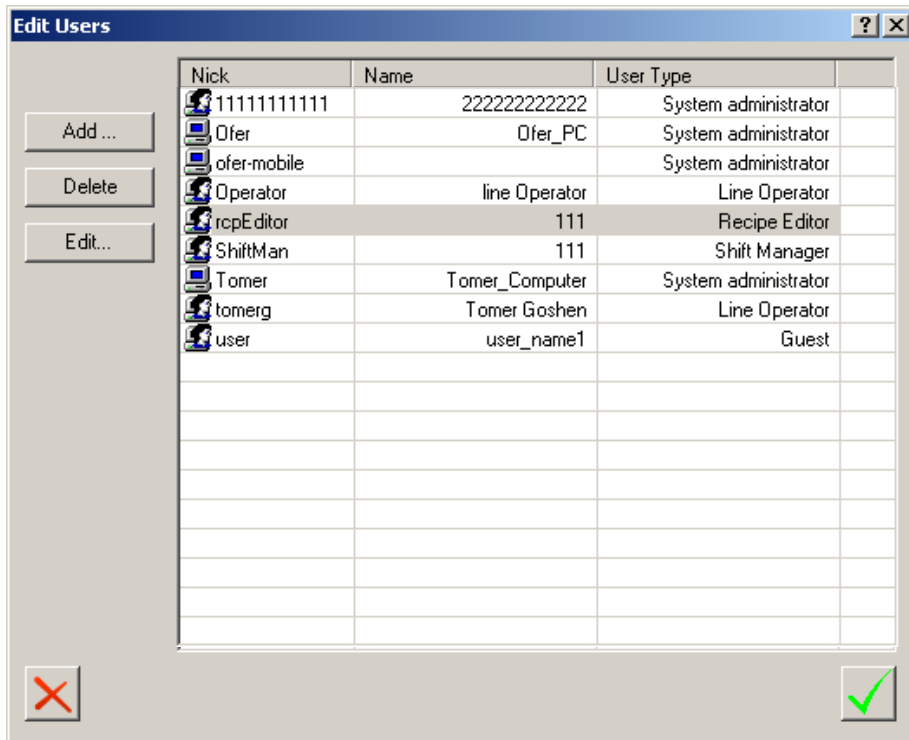 Edit Users
Nick Name User Type
11111111111 222222222222 System administrator
Add ...
Ofer Ofer_PC System administrator
ofer-mobile System administrator
Delete
Operator line Operator Line Operator
rcpEditor 111 Recipe Editor
Edit...
ShiftMan 111 Shift Manager
Tomer Tomer_Computer System administrator
tomerg Tomer Goshen Line Operator
user user_name1 Guest